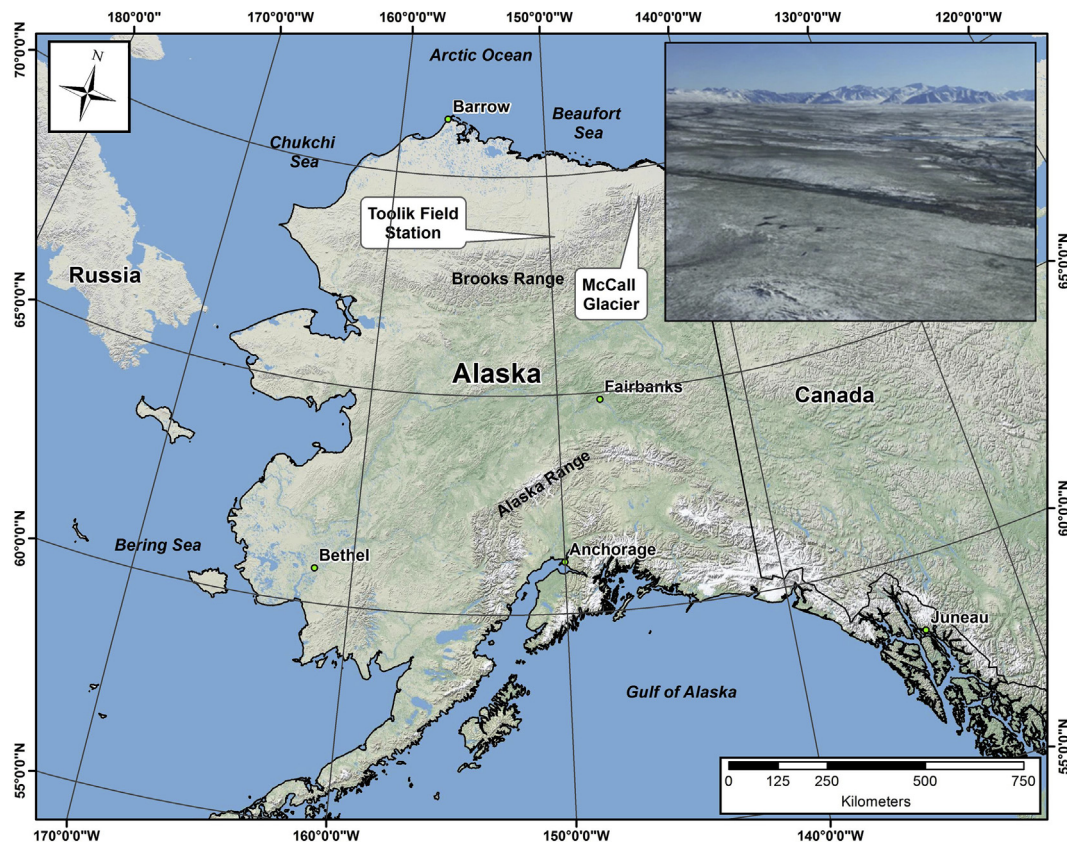 180°0'0"W
170°0'0"W
160°0'0"W
150°0'0"W
140°0'0"W
130°0'0"W
120°0'0"W
70°0'0"N
N
Arctic Ocean
Barrow
Beaufort
Sea
Chukchi
Sea
Toolik Field
Station
Russia
Brooks Range
McCall
Glacier
65°0'0"N
65°0'0"N
Alaska
Fairbanks
Canada
Alaska Range
60°0'0"N
60°0'0"N
Bering Sea
Bethel
Anchorage
Juneau
Gulf of Alaska
55°0'0"N
55°0'0"N
0 125 250 500 750
Kilometers
170°0'0"W
160°0'0"W
150°0'0"W
140°0'0"W